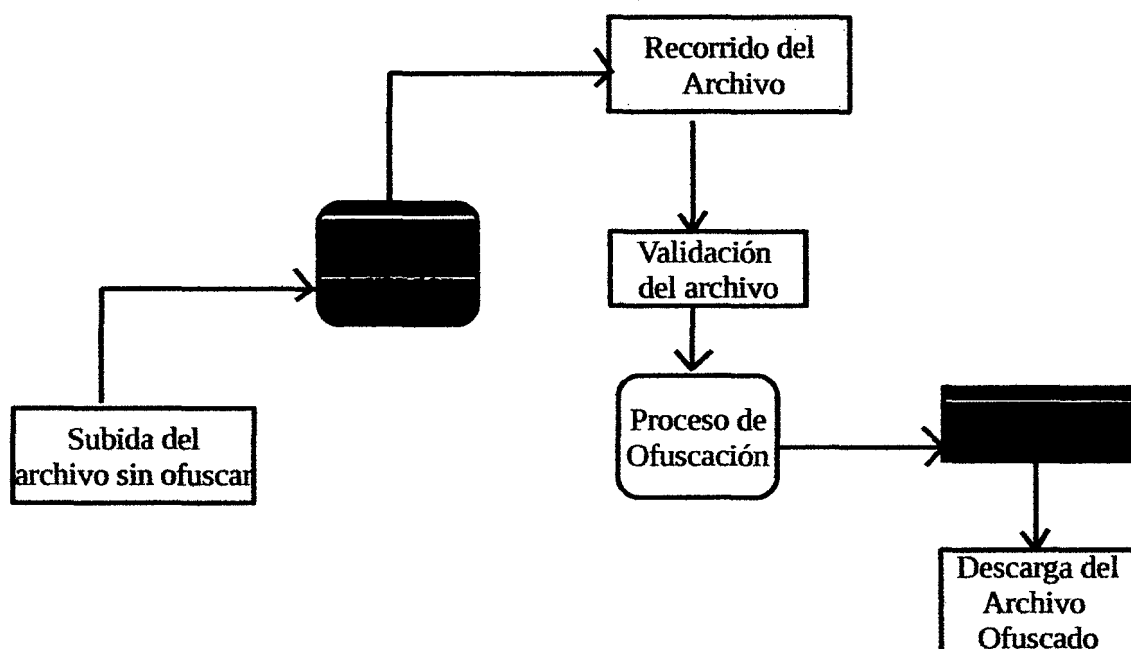 Recorrido del
Archivo
Validación
del archivo
Proceso de
Ofuscación
Subida del
archivo sin ofuscar
Descarga del
Archivo
Ofuscado